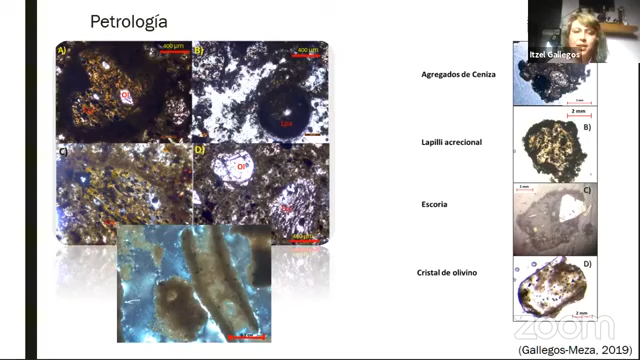 Petrología
Itzel Gallegos
A)
400 µm
Ol
B)
400 µm
C)
D)
Ol
Agregados de Ceniza
Lapilli acrecional
B)
2 mm
Escoria
C)
Cristal de olivino
D)
2 mm
zoom
(Gallegos-Meza, 2019)